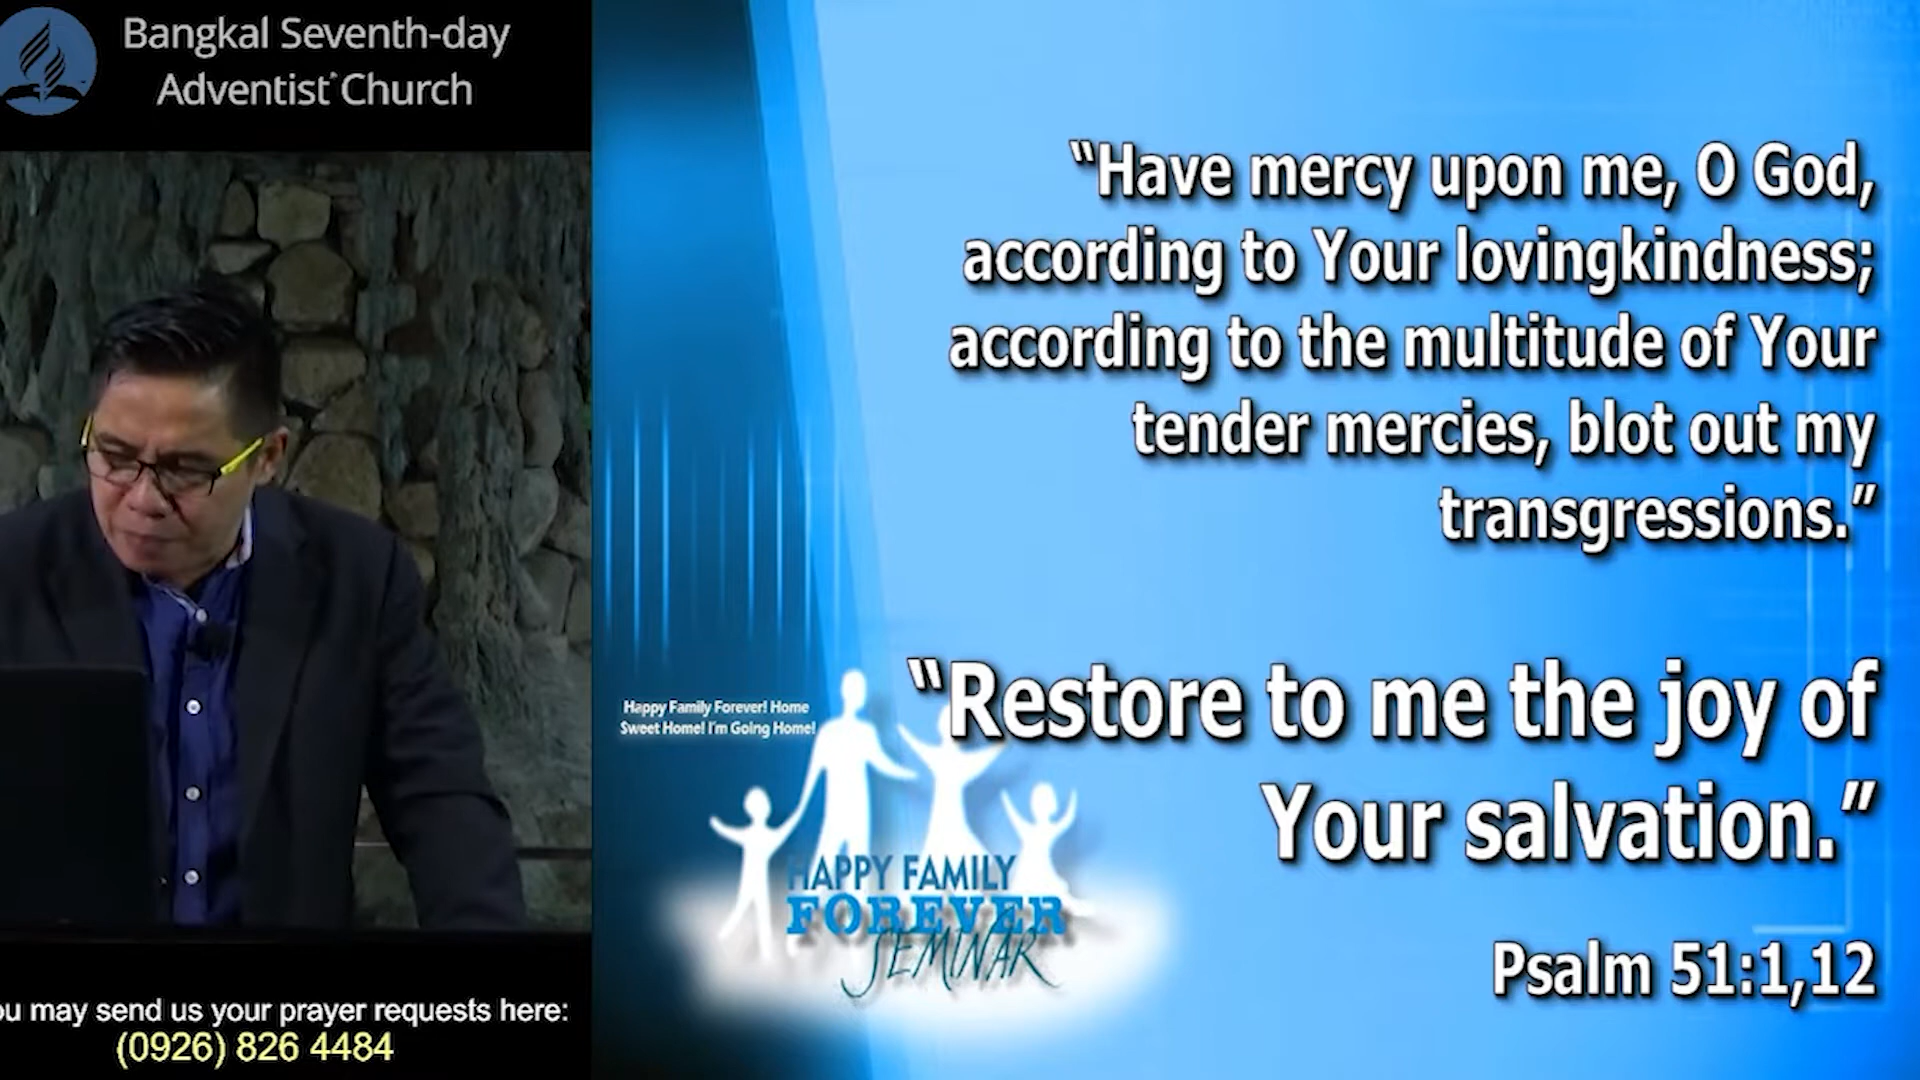 Bangkal Seventh-day
Adventist Church
“Have mercy upon me, O God,
according to Your lovingkindness;
according to the multitude of Your
tender mercies, blot out my
transgressions.”
“Restore to me the joy of
Your salvation.”
Psalm 51:1,12
Happy Family Forever! Home
Sweet Home! I'm Going Home!
HAPPY FAMILY
FOREVER
SEMINAR
ou may send us your prayer requests here:
(0926) 826 4484